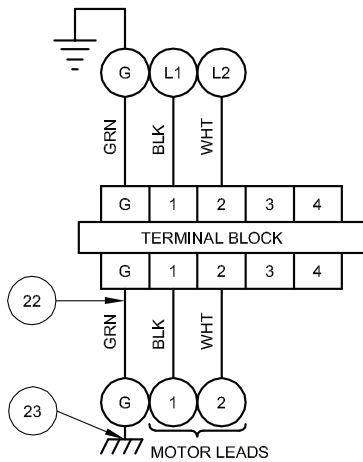 G L1 L2
GRN BLK WHT
G 1 2 3 4
TERMINAL BLOCK
G 1 2 3 4
22
GRN BLK WHT
23
G 1 2
MOTOR LEADS